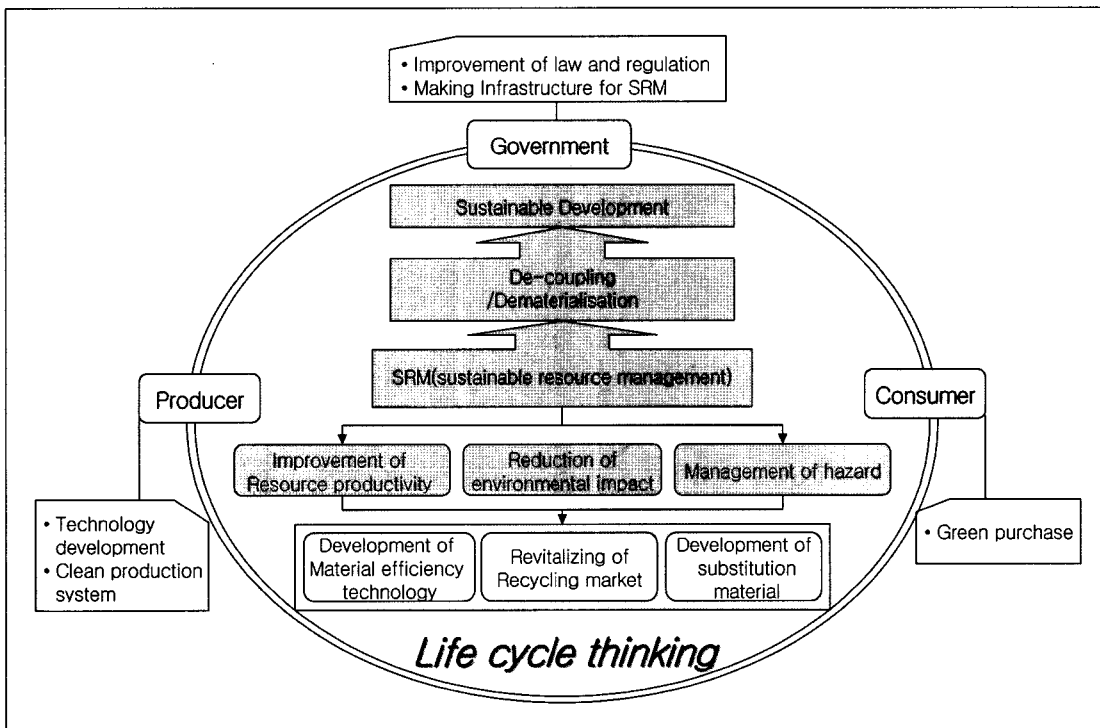 • Improvement of law and regulation
• Making Infrastructure for SRM
Government
Sustainable Development
De-coupling
/Dematerialisation
SRM(sustainable resource management)
Producer
Consumer
Improvement of
Resource productivity
Reduction of
environmental impact
Management of hazard
• Technology
development
• Clean production
system
• Green purchase
Development of
Material efficiency
technology
Revitalizing of
Recycling market
Development of
substitution
material
Life cycle thinking